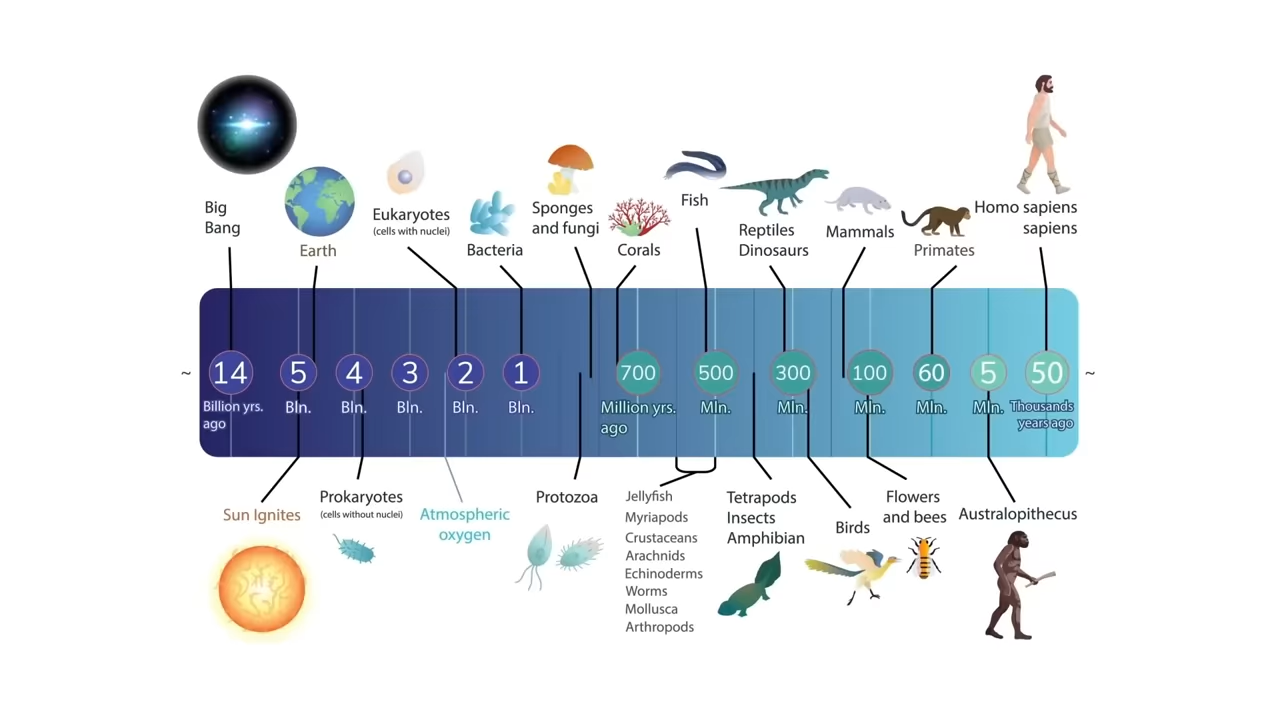 Big
Bang
Earth
Eukaryotes
(cells with nuclei)
Bacteria
Sponges
and fungi
Corals
Fish
Reptiles
Dinosaurs
Mammals
Primates
Homo sapiens
sapiens
~
14
Billion yrs.
ago
5
Bln.
4
Bln.
3
Bln.
2
Bln.
1
Bln.
700
Million yrs.
ago
500
Mln.
300
Mln.
100
Mln.
60
Mln.
5
Mln.
50
Thousands
years ago
~
Sun Ignites
Prokaryotes
(cells without nuclei)
Atmospheric
oxygen
Protozoa
Jellyfish
Myriapods
Crustaceans
Arachnids
Echinoderms
Worms
Mollusca
Arthropods
Tetrapods
Insects
Amphibian
Birds
Flowers
and bees
Australopithecus